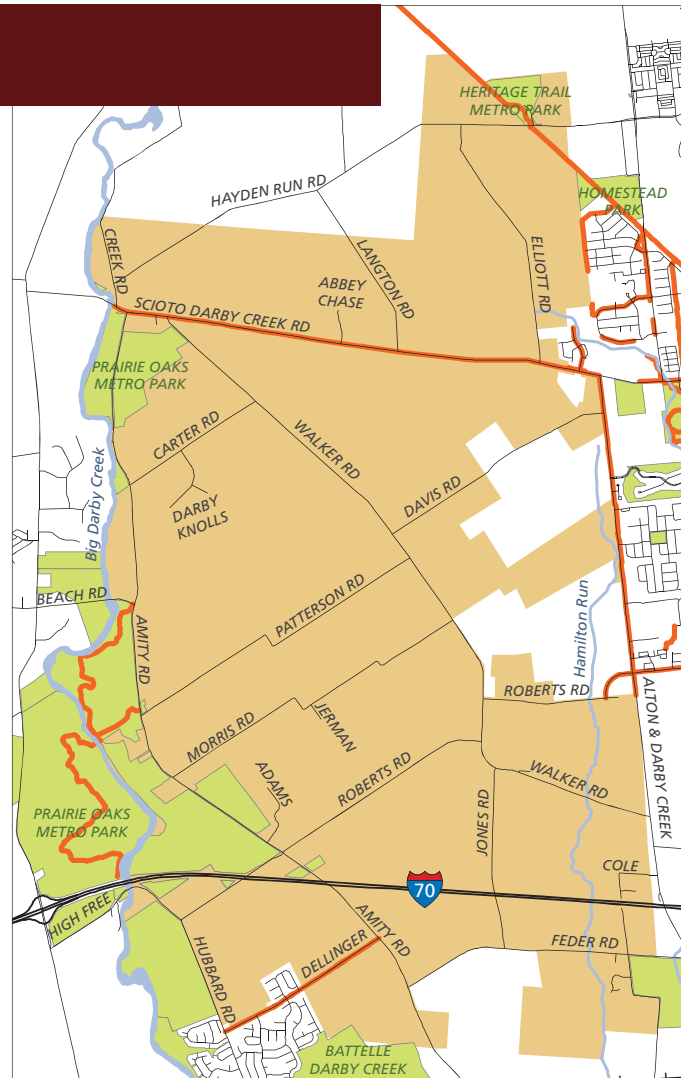 HERITAGE TRAIL
METRO PARK
HAYDEN RUN RD
HOMESTEAD
PARK
CREEK RD
LANGTON RD
ELLIOTT RD
ABBEY
CHASE
SCIOTO DARBY CREEK RD
PRAIRIE OAKS
METRO PARK
CARTER RD
WALKER RD
DAVIS RD
DARBY
KNOLLS
Big Darby Creek
BEACH RD
AMITY RD
PATTERSON RD
Hamilton Run
ROBERTS RD
MORRIS RD
JERMAN
ALTON & DARBY CREEK
ADAMS
ROBERTS RD
WALKER RD
JONES RD
PRAIRIE OAKS
METRO PARK
COLE
70
HIGH FREE
AMITY RD
HUBBARD RD
DELLINGER
FEDER RD
BATTELLE
DARBY CREEK